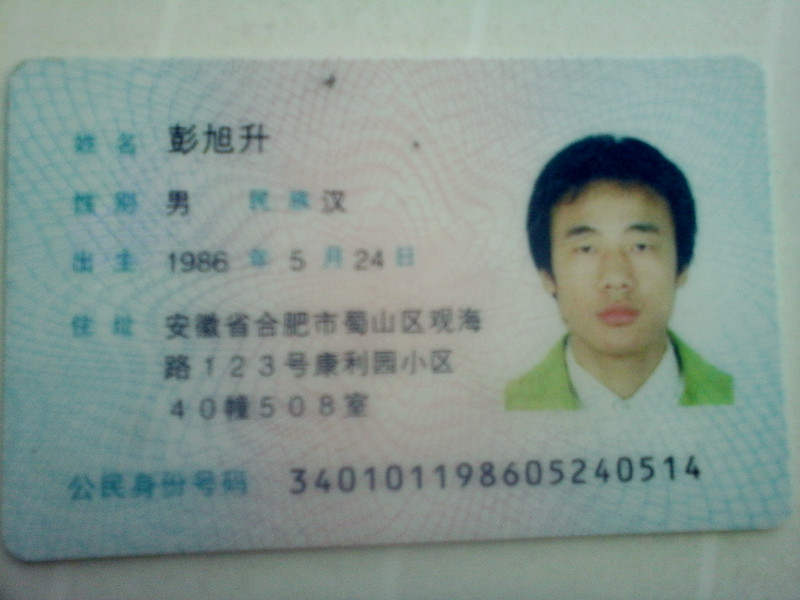 姓名 彭旭升
性别 男 民族 汉
出生 1986 年 5 月 24 日
住址 安徽省合肥市蜀山区观海
路１２３号康利园小区
４０幢５０８室
公民身份号码 340101198605240514